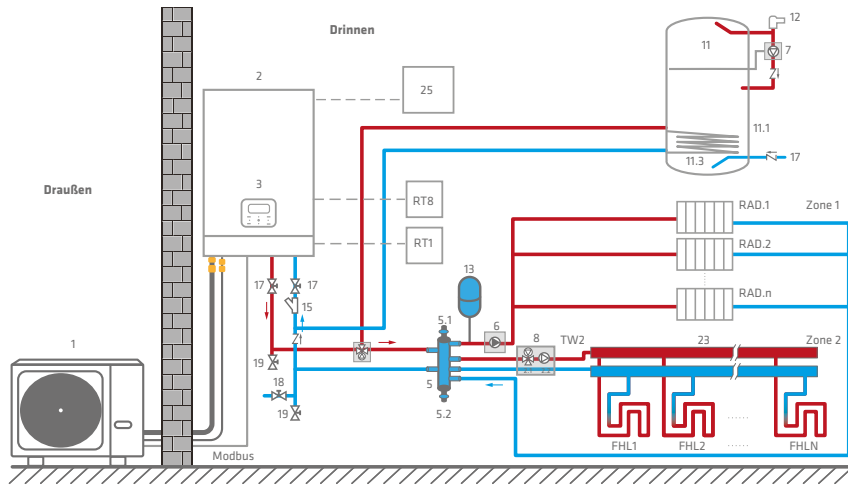 Drinnen
12
11
7
2
25
11.1
11.3
17
Draußen
3
RT8
RAD.1
Zone 1
RT1
RAD.2
13
17
17
15
RAD.n
5.1
6
8
TW2
23
Zone 2
1
19
5
18
19
5.2
FHL1
FHL2
FHLN
Modbus